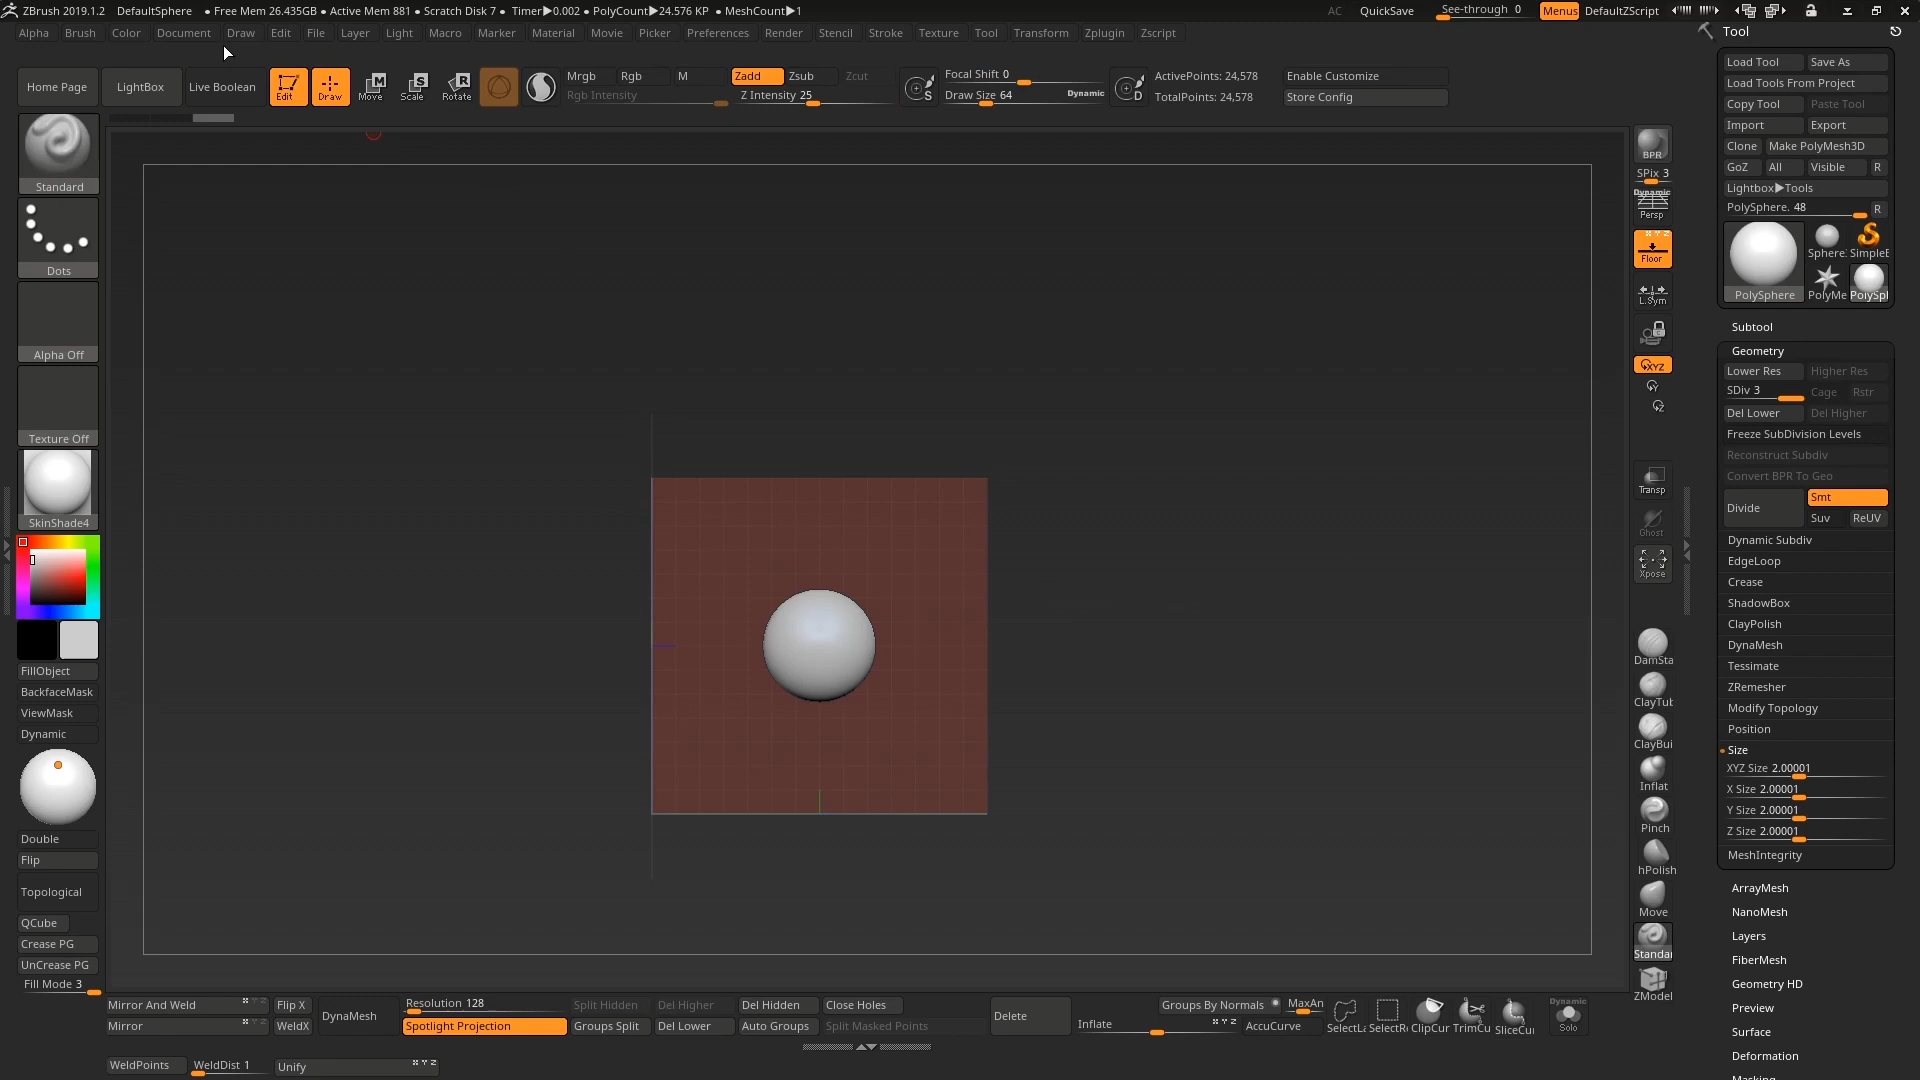 ZBrush 2019.1.2 DefaultSphere • Free Mem 26.435GB • Active Mem 881 • Scratch Disk 7 • Timer▶0.002 • PolyCount▶24.576 KP • MeshCount▶1 AC QuickSave See-through 0 Menus DefaultZScript
Alpha Brush Color Document Draw Edit File Layer Light Macro Marker Material Movie Picker Preferences Render Stencil Stroke Texture Tool Transform Zplugin Zscript
Home Page LightBox Live Boolean Edit Draw Move Scale Rotate
Mrgb Rgb M Zadd Zsub Zcut
Rgb Intensity Z Intensity 25
Focal Shift 0
Draw Size 64 Dynamic
ActivePoints: 24,578
TotalPoints: 24,578
Enable Customize
Store Config
Standard
Dots
Alpha Off
Texture Off
SkinShade4
FillObject
BackfaceMask
ViewMask
Dynamic
Double
Flip
Topological
QCube
Crease PG
UnCrease PG
Fill Mode 3
BPR
SPix 3
Dynamic
Persp
Floor
L.Sym
XYZ
Y
Z
Transp
Ghost
Xpose
DamSta
ClayTub
ClayBui
Inflat
Pinch
hPolish
Move
Standar
ZModel
Tool
Load Tool Save As
Load Tools From Project
Copy Tool Paste Tool
Import Export
Clone Make PolyMesh3D
GoZ All Visible R
Lightbox▶Tools
PolySphere. 48 R
PolySphere Sphere: SimpleE PolyMe PolySpl
Subtool
Geometry
Lower Res Higher Res
SDiv 3 Cage Rstr
Del Lower Del Higher
Freeze SubDivision Levels
Reconstruct Subdiv
Convert BPR To Geo
Divide Smt
Suv ReUV
Dynamic Subdiv
EdgeLoop
Crease
ShadowBox
ClayPolish
DynaMesh
Tessimate
ZRemesher
Modify Topology
Position
Size
XYZ Size 2.00001
X Size 2.00001
Y Size 2.00001
Z Size 2.00001
MeshIntegrity
ArrayMesh
NanoMesh
Layers
FiberMesh
Geometry HD
Preview
Surface
Deformation
Masking
Mirror And Weld Flip X DynaMesh Resolution 128 Split Hidden Del Higher Del Hidden Close Holes Delete Groups By Normals MaxAn
Mirror WeldX Spotlight Projection Groups Split Del Lower Auto Groups Split Masked Points Inflate AccuCurve SelectLa SelectRe ClipCur TrimCu SliceCui Dynamic Solo
WeldPoints WeldDist 1 Unify